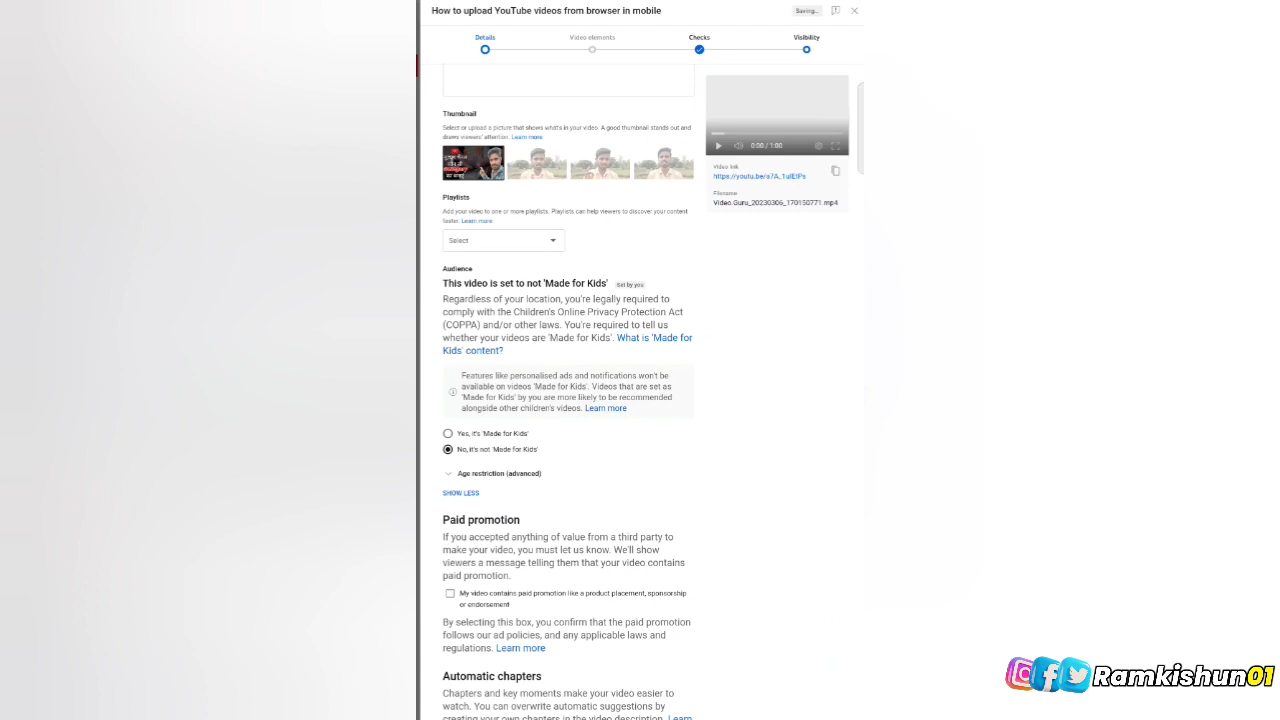 How to upload YouTube videos from browser in mobile
Saving...
Details
Video elements
Checks
Visibility
Thumbnail
Select or upload a picture that shows what's in your video. A good thumbnail stands out and
draws viewers' attention. Learn more
0:00 / 1:00
Video link
Filename
Video.Guru_20230306_170150771.mp4
Playlists
Add your video to one or more playlists. Playlists can help viewers to discover your content
faster. Learn more
Select
Audience
This video is set to not 'Made for Kids'
Set by you
Regardless of your location, you're legally required to
comply with the Children's Online Privacy Protection Act
(COPPA) and/or other laws. You're required to tell us
whether your videos are 'Made for Kids'. What is 'Made for
Kids' content?
Features like personalised ads and notifications won't be
available on videos 'Made for Kids'. Videos that are set as
'Made for Kids' by you are more likely to be recommended
alongside other children's videos. Learn more
Yes, it's 'Made for Kids'
No, it's not 'Made for Kids'
Age restriction (advanced)
SHOW LESS
Paid promotion
If you accepted anything of value from a third party to
make your video, you must let us know. We'll show
viewers a message telling them that your video contains
paid promotion.
My video contains paid promotion like a product placement, sponsorship
or endorsement
By selecting this box, you confirm that the paid promotion
follows our ad policies, and any applicable laws and
regulations. Learn more
Automatic chapters
Chapters and key moments make your video easier to
watch. You can overwrite automatic suggestions by
creating your own chapters in the video description. Learn
Ramkishun01